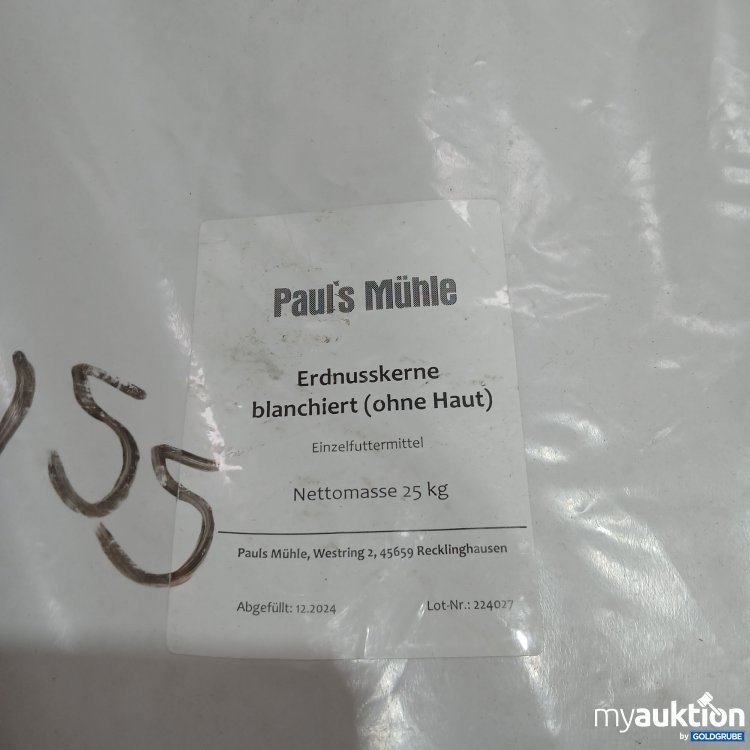 Paul's Mühle
Erdnusskerne
blanchiert (ohne Haut)
Einzelfuttermittel
Nettomasse 25 kg
Pauls Mühle, Westring 2, 45659 Recklinghausen
Abgefüllt: 12.2024 Lot-Nr.: 224027
55
myauktion
by GOLDGRUBE